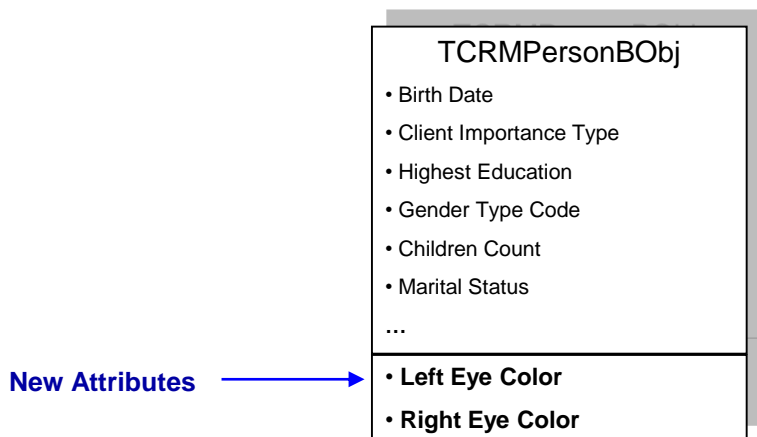 TCRMPersonBObj
• Birth Date
• Client Importance Type
• Highest Education
• Gender Type Code
• Children Count
• Marital Status
...
New Attributes
• Left Eye Color
• Right Eye Color